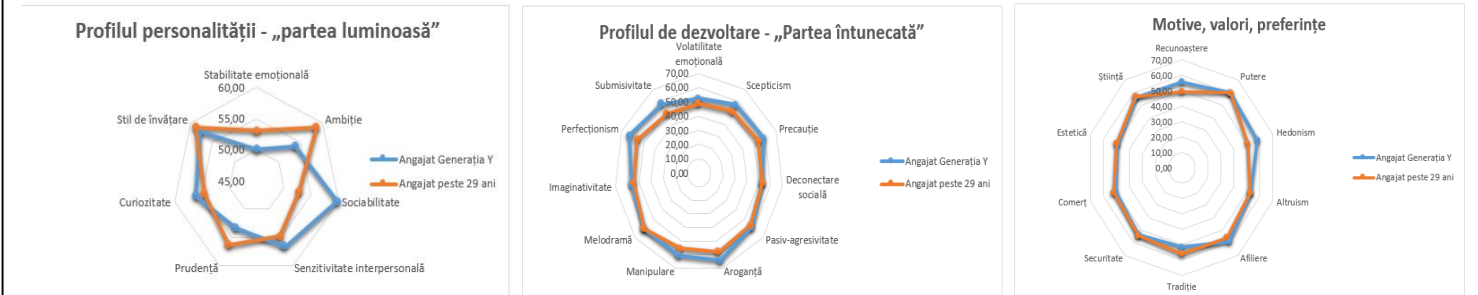 Profilul personalității - „partea luminoasă”
Stabilitate emoțională
60,00
Stil de învățare
55,00
Ambiție
50,00
45,00
Curiozitate
Sociabilitate
Prudență
Senzitivitate interpersonală
Angajat Generația Y
Angajat peste 29 ani
Profilul de dezvoltare - „Partea întunecată”
Volatilitate
emoțională
70,00
60,00
50,00
40,00
30,00
20,00
10,00
0,00
Submisivitate
Scepticism
Perfecționism
Precauție
Imaginativitate
Deconectare
socială
Melodramă
Pasiv-agresivitate
Manipulare
Aroganță
Angajat Generația Y
Angajat peste 29 ani
Motive, valori, preferințe
Recunoaștere
70,00
60,00
50,00
40,00
30,00
20,00
10,00
0,00
Știință
Putere
Estetică
Hedonism
Comerț
Altruism
Securitate
Afiliere
Tradiție
Angajat Generația Y
Angajat peste 29 ani